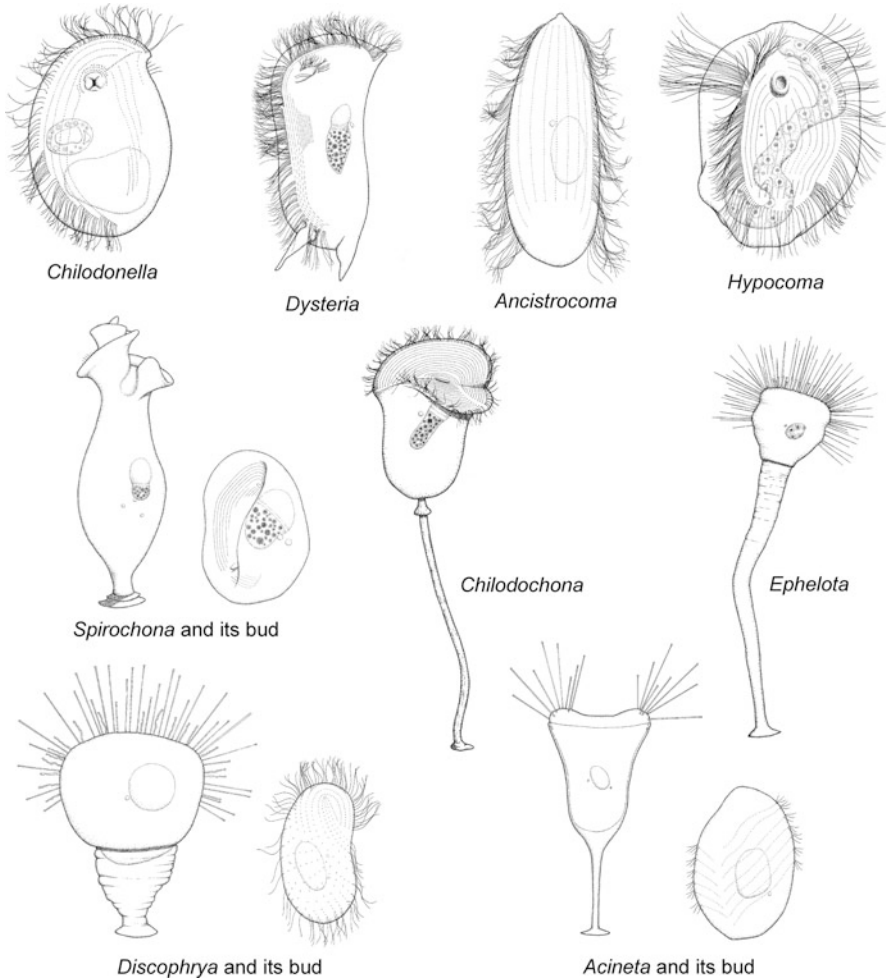 Chilodonella
Dysteria
Ancistrocoma
Hypocoma
Spirochona and its bud
Chilodochona
Ephelota
Discophrya and its bud
Acineta and its bud